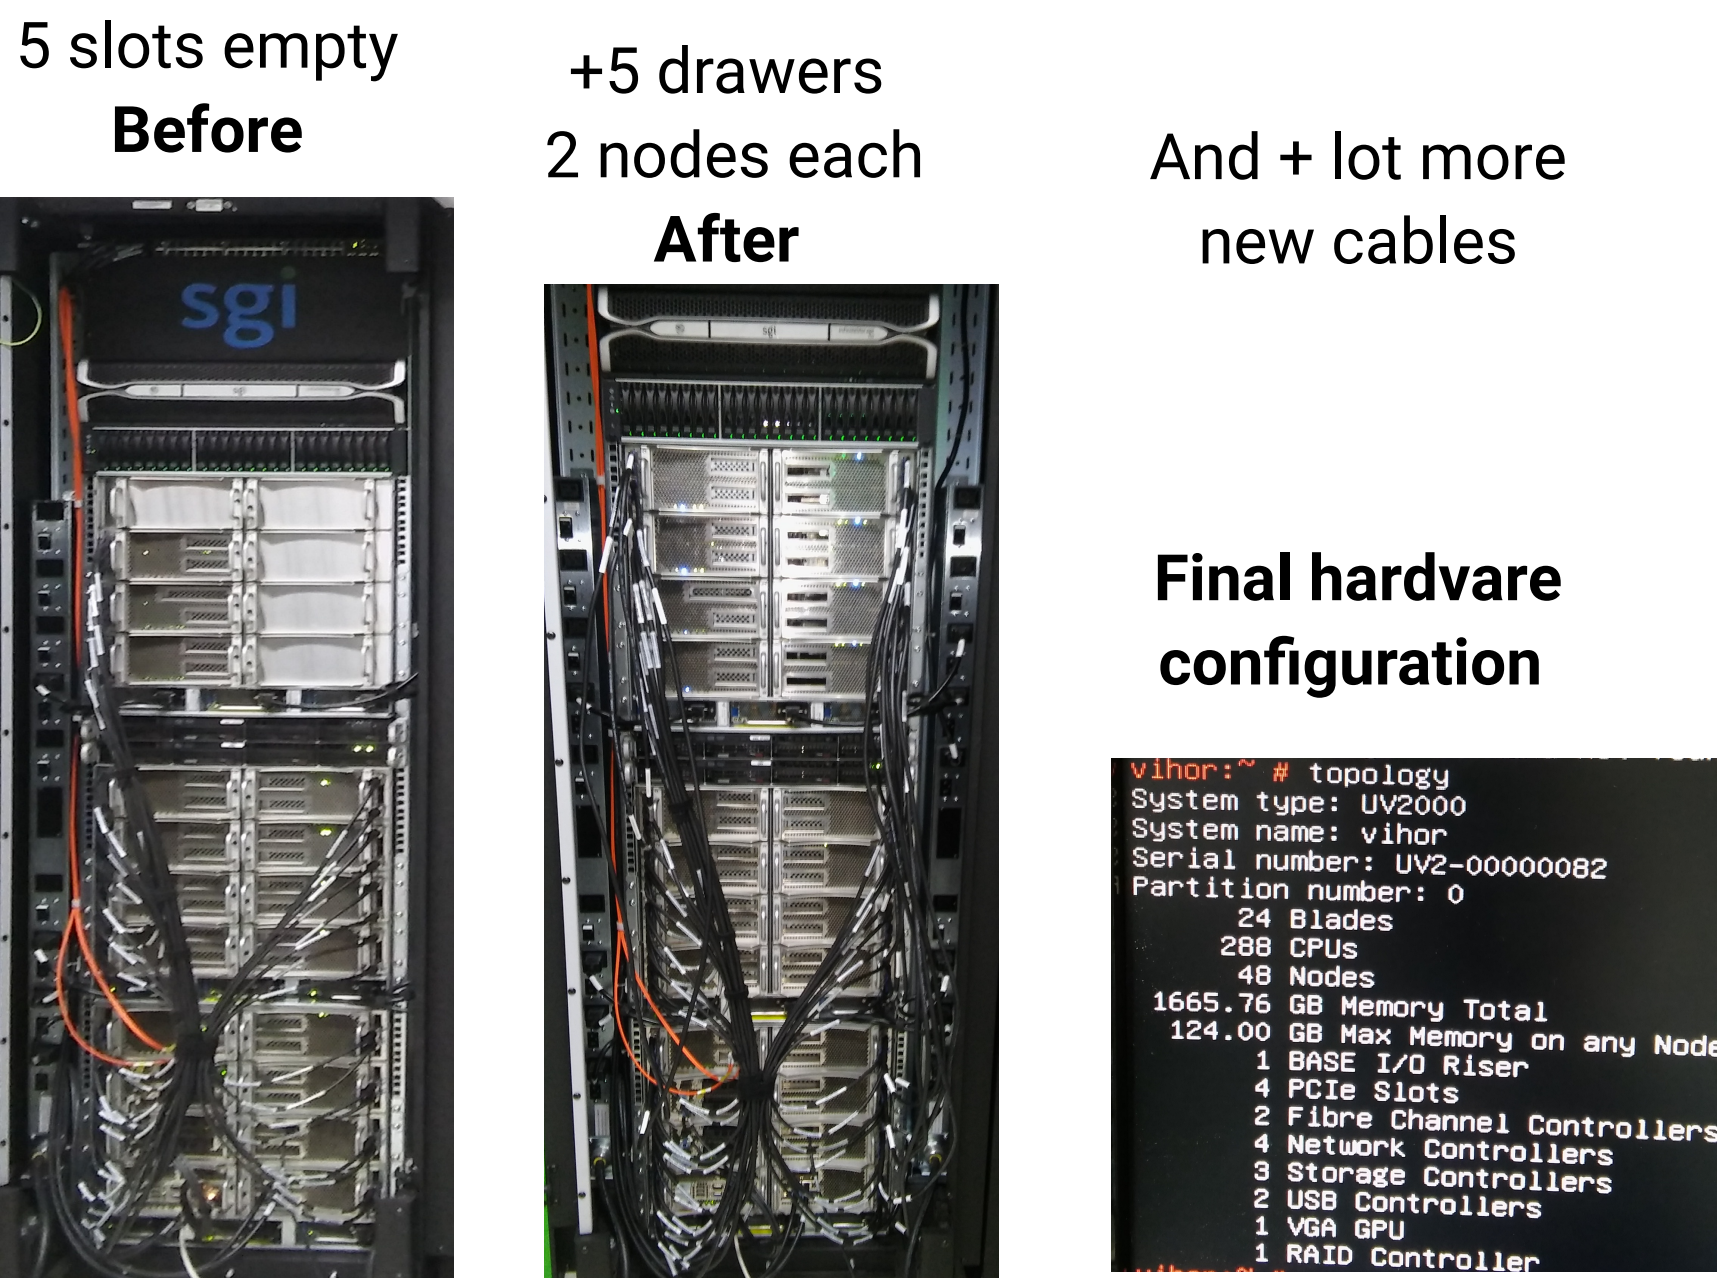 5 slots empty
Before
+5 drawers
2 nodes each
After
And + lot more
new cables
sgi
sgi
Final hardvare
configuration
vihor:~ # topology
System type: UV2000
System name: vihor
Serial number: UV2-00000082
Partition number: 0
24 Blades
288 CPUs
48 Nodes
1665.76 GB Memory Total
124.00 GB Max Memory on any Node
1 BASE I/O Riser
4 PCIe Slots
2 Fibre Channel Controllers
4 Network Controllers
3 Storage Controllers
2 USB Controllers
1 VGA GPU
1 RAID Controller